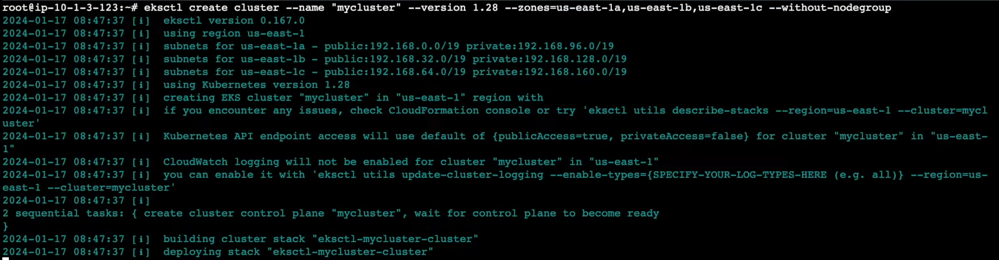 root@ip-10-1-3-123:~# eksctl create cluster --name "mycluster" --version 1.28 --zones=us-east-1a,us-east-1b,us-east-1c --without-nodegroup
2024-01-17 08:47:37 [ℹ]  eksctl version 0.167.0
2024-01-17 08:47:37 [ℹ]  using region us-east-1
2024-01-17 08:47:37 [ℹ]  subnets for us-east-1a - public:192.168.0.0/19 private:192.168.96.0/19
2024-01-17 08:47:37 [ℹ]  subnets for us-east-1b - public:192.168.32.0/19 private:192.168.128.0/19
2024-01-17 08:47:37 [ℹ]  subnets for us-east-1c - public:192.168.64.0/19 private:192.168.160.0/19
2024-01-17 08:47:37 [ℹ]  using Kubernetes version 1.28
2024-01-17 08:47:37 [ℹ]  creating EKS cluster "mycluster" in "us-east-1" region with
2024-01-17 08:47:37 [ℹ]  if you encounter any issues, check CloudFormation console or try 'eksctl utils describe-stacks --region=us-east-1 --cluster=mycl
uster'
2024-01-17 08:47:37 [ℹ]  Kubernetes API endpoint access will use default of {publicAccess=true, privateAccess=false} for cluster "mycluster" in "us-east-
1"
2024-01-17 08:47:37 [ℹ]  CloudWatch logging will not be enabled for cluster "mycluster" in "us-east-1"
2024-01-17 08:47:37 [ℹ]  you can enable it with 'eksctl utils update-cluster-logging --enable-types={SPECIFY-YOUR-LOG-TYPES-HERE (e.g. all)} --region=us-
east-1 --cluster=mycluster'
2024-01-17 08:47:37 [ℹ]
2 sequential tasks: { create cluster control plane "mycluster", wait for control plane to become ready
}
2024-01-17 08:47:37 [ℹ]  building cluster stack "eksctl-mycluster-cluster"
2024-01-17 08:47:37 [ℹ]  deploying stack "eksctl-mycluster-cluster"